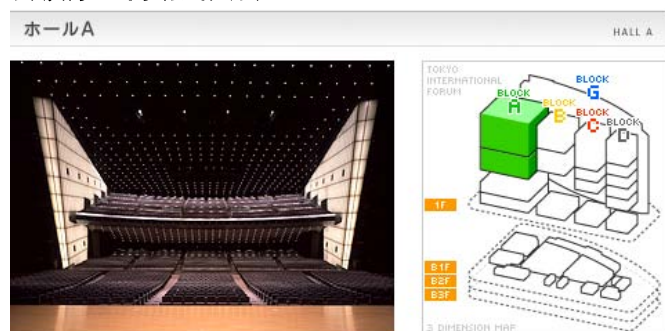 ホールA
HALL A
TOKYO
INTERNATIONAL
FORUM
BLOCK
G
BLOCK
A
BLOCK
B
BLOCK
C
BLOCK
D
1F
B1F
B2F
B3F
3 DIMENSION MAP